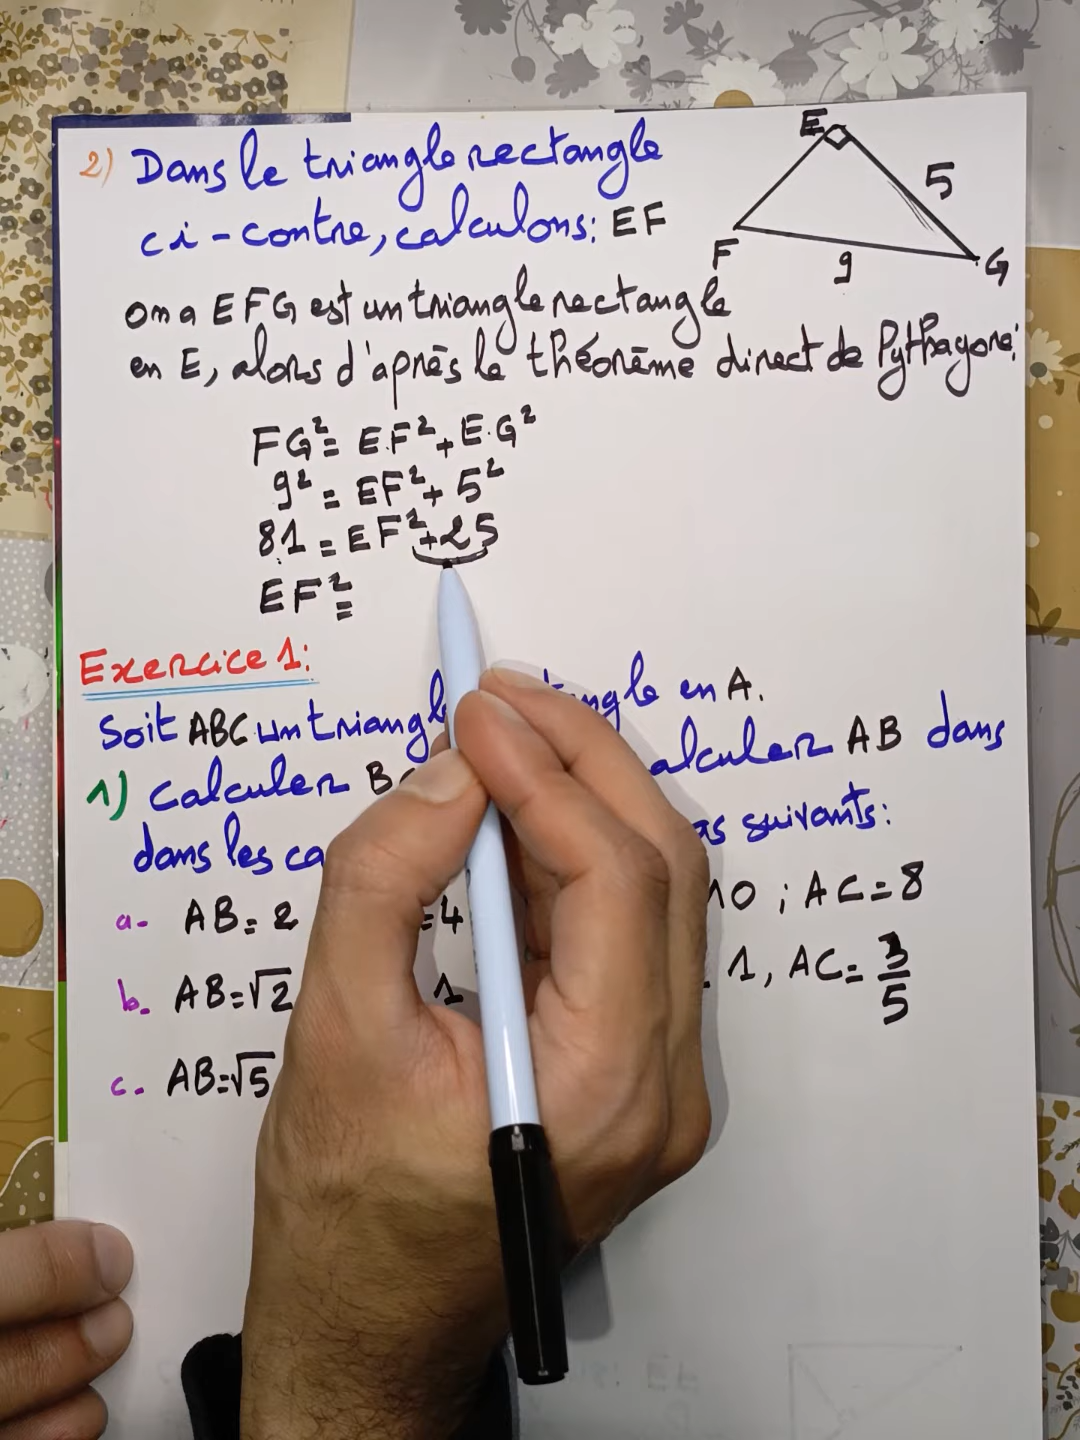 2) Dans le triangle rectangle
ci-contre, calculons: EF
E
5
F
9
G
on a EFG est un triangle rectangle
en E, alors d'après le théorème direct de Pythagore:
FG² = EF² + EG²
9² = EF² + 5²
81 = EF² + 25
EF² =
Exercice 1:
Soit ABC un triangle en A.
1) Calculer AB dans
dans les suivants:
a- AB = 2 =4 10 ; AC = 8
b. AB = √2 1 1, AC = 3/5
c. AB = √5